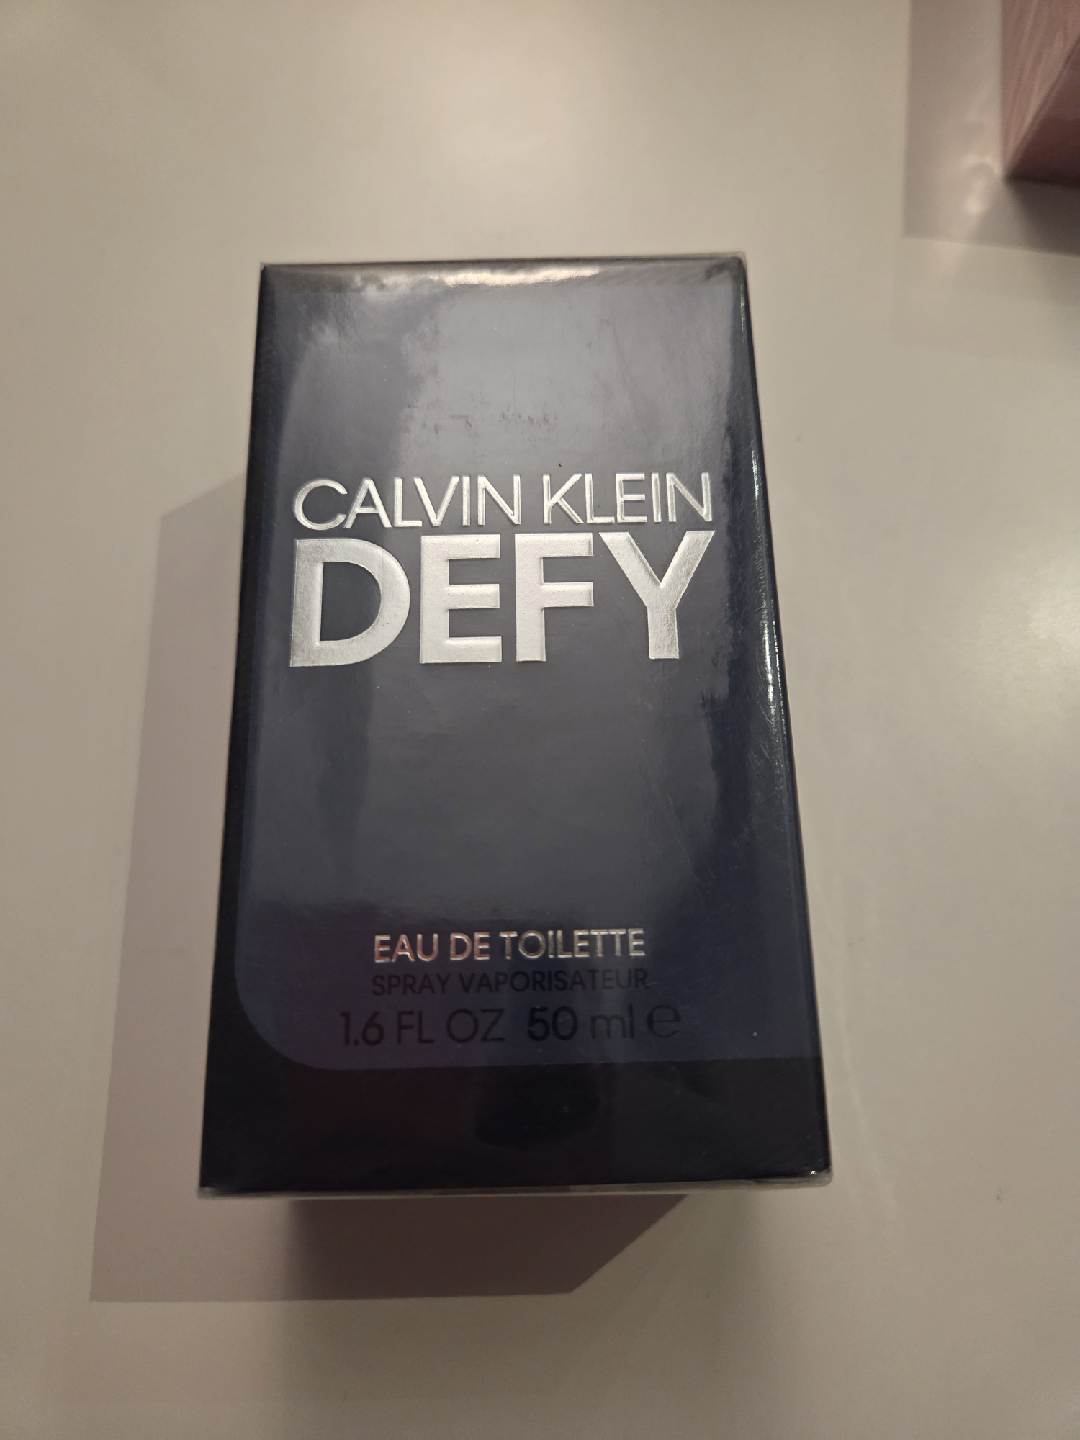 CALVIN KLEIN
DEFY
EAU DE TOILETTE
SPRAY VAPORISATEUR
1.6 FL OZ 50 ml ℮